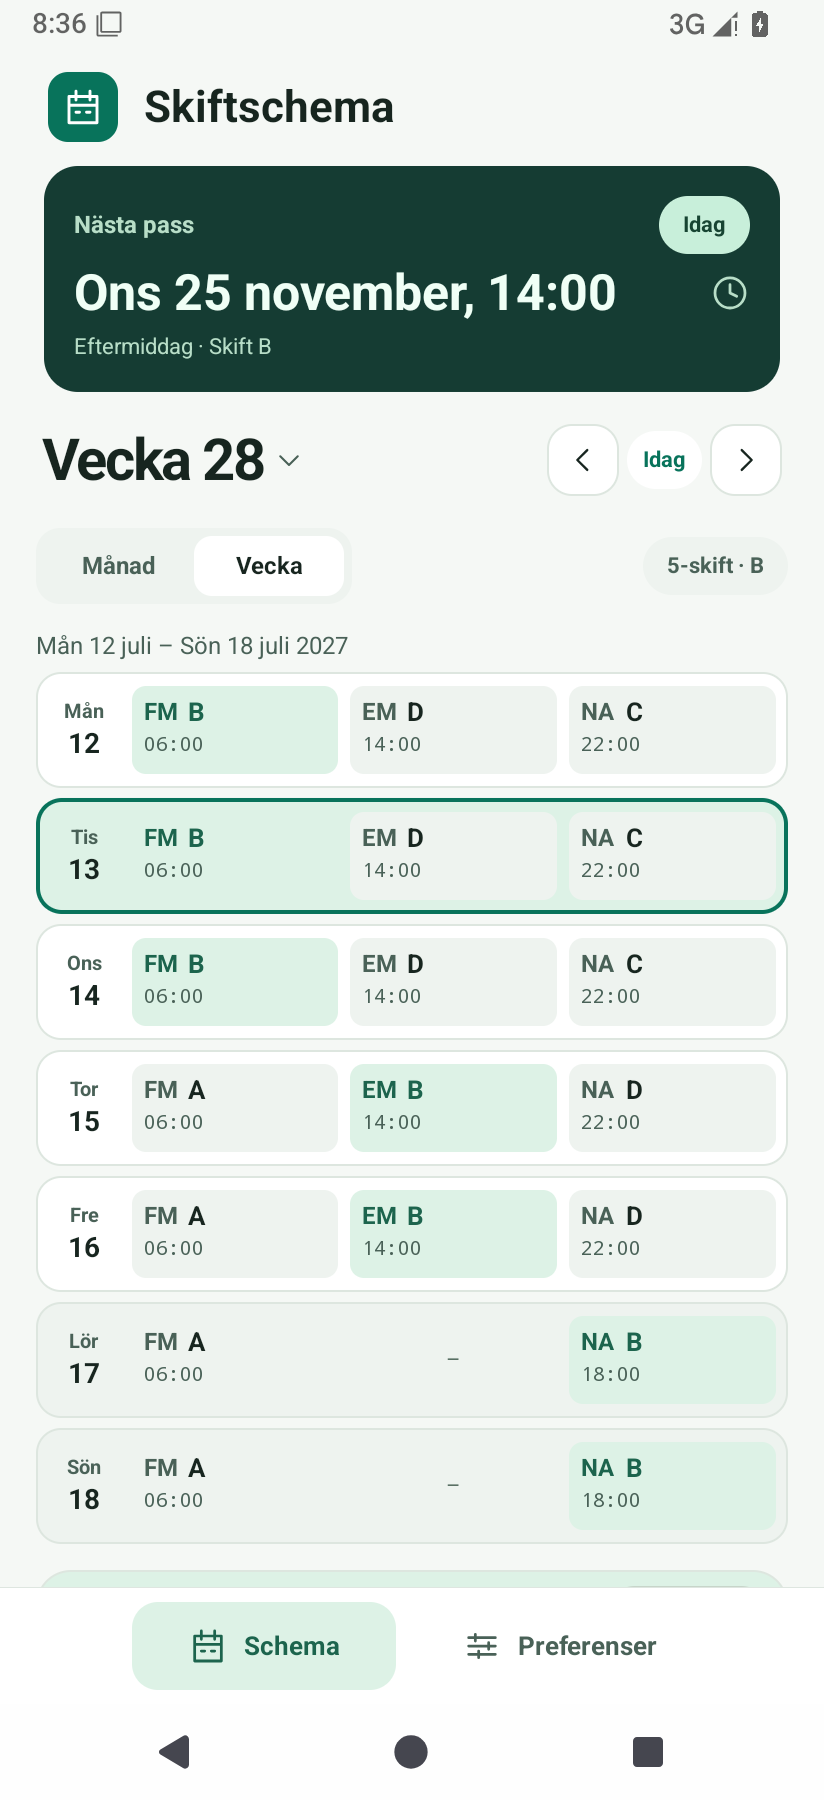 8:36
3G
Skiftschema
Nästa pass
Idag
Ons 25 november, 14:00
Eftermiddag · Skift B
Vecka 28
Idag
Månad
Vecka
5-skift · B
Mån 12 juli – Sön 18 juli 2027
Mån
12
FM B
06:00
EM D
14:00
NA C
22:00
Tis
13
FM B
06:00
EM D
14:00
NA C
22:00
Ons
14
FM B
06:00
EM D
14:00
NA C
22:00
Tor
15
FM A
06:00
EM B
14:00
NA D
22:00
Fre
16
FM A
06:00
EM B
14:00
NA D
22:00
Lör
17
FM A
06:00
–
NA B
18:00
Sön
18
FM A
06:00
–
NA B
18:00
Schema
Preferenser